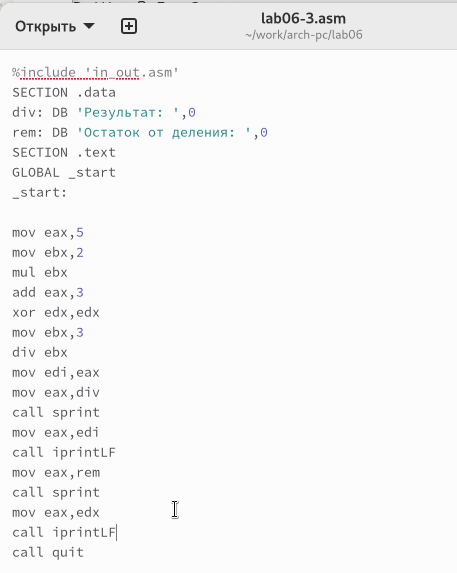 Открыть
lab06-3.asm
~/work/arch-pc/lab06
%include 'in_out.asm'
SECTION .data
div: DB 'Результат: ',0
rem: DB 'Остаток от деления: ',0
SECTION .text
GLOBAL _start
_start:
mov eax,5
mov ebx,2
mul ebx
add eax,3
xor edx,edx
mov ebx,3
div ebx
mov edi,eax
mov eax,div
call sprint
mov eax,edi
call iprintLF
mov eax,rem
call sprint
mov eax,edx
call iprintLF
call quit